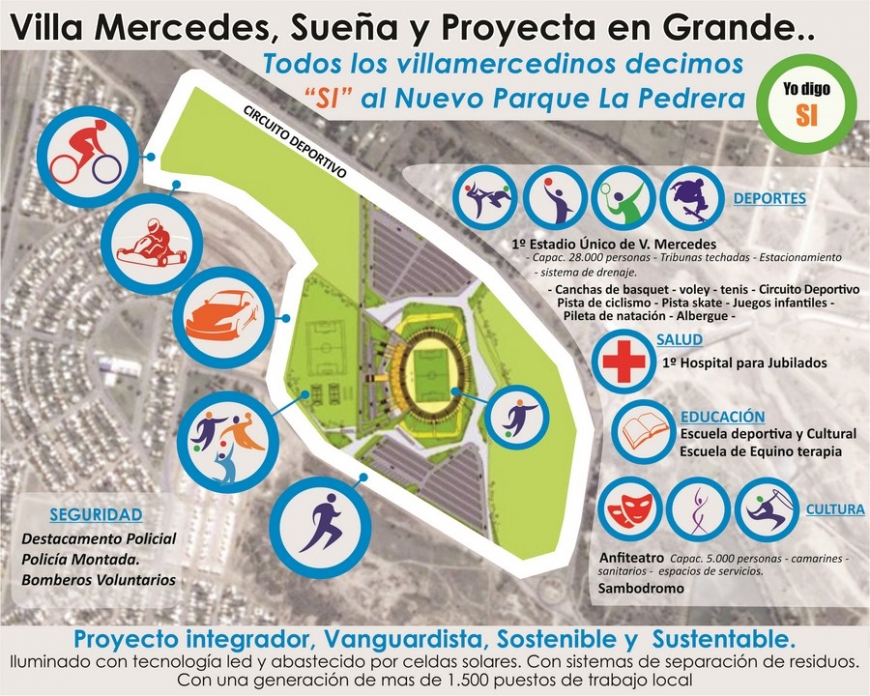 Villa Mercedes, Sueña y Proyecta en Grande..
Todos los villamercedinos decimos
“SI” al Nuevo Parque La Pedrera
Yo digo
SI
CIRCUITO DEPORTIVO
DEPORTES
1º Estadio Único de V. Mercedes
- Capac. 28.000 personas - Tribunas techadas - Estacionamiento
- sistema de drenaje.
- Canchas de basquet - voley - tenis - Circuito Deportivo
Pista de ciclismo - Pista skate - Juegos infantiles -
Pileta de natación - Albergue -
SALUD
1º Hospital para Jubilados
EDUCACIÓN
Escuela deportiva y Cultural
Escuela de Equino terapia
CULTURA
Anfiteatro Capac. 5.000 personas - camarines -
sanitarios - espacios de servicios.
Sambodromo
SEGURIDAD
Destacamento Policial
Policía Montada.
Bomberos Voluntarios
Proyecto integrador, Vanguardista, Sostenible y Sustentable.
Iluminado con tecnología led y abastecido por celdas solares. Con sistemas de separación de residuos.
Con una generación de mas de 1.500 puestos de trabajo local